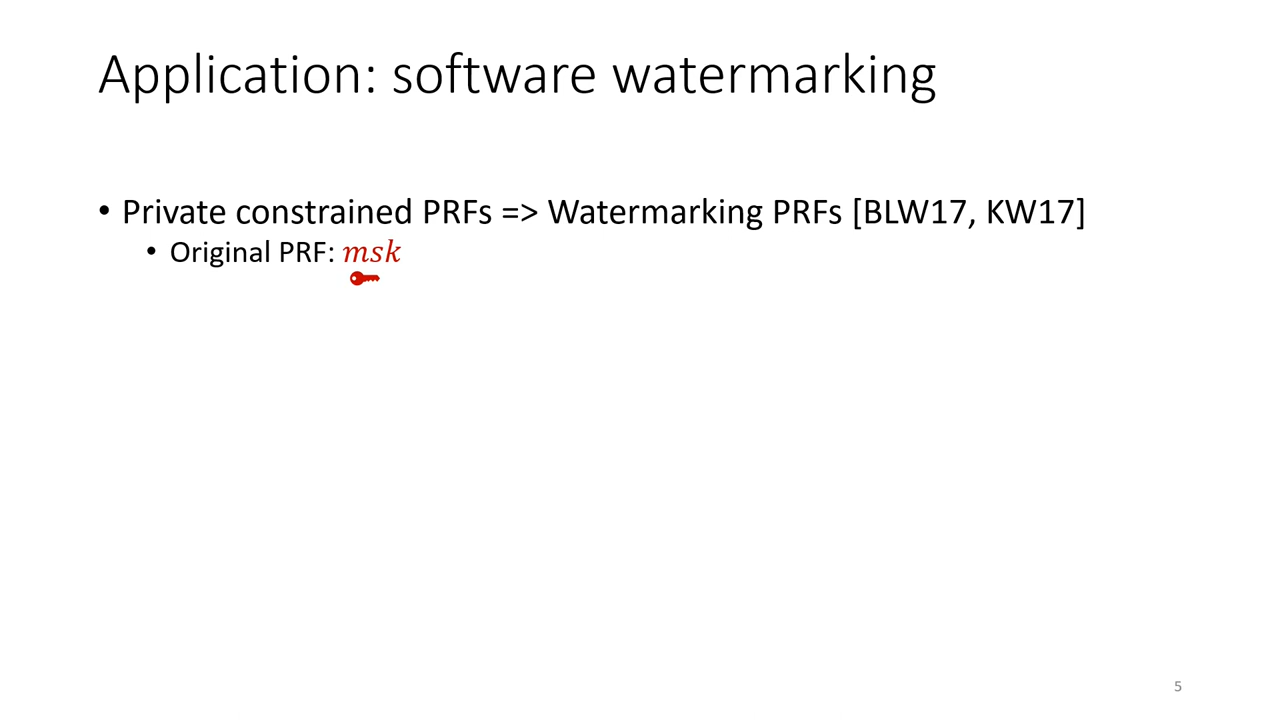 Application: software watermarking
• Private constrained PRFs => Watermarking PRFs [BLW17, KW17]
• Original PRF: msk
5